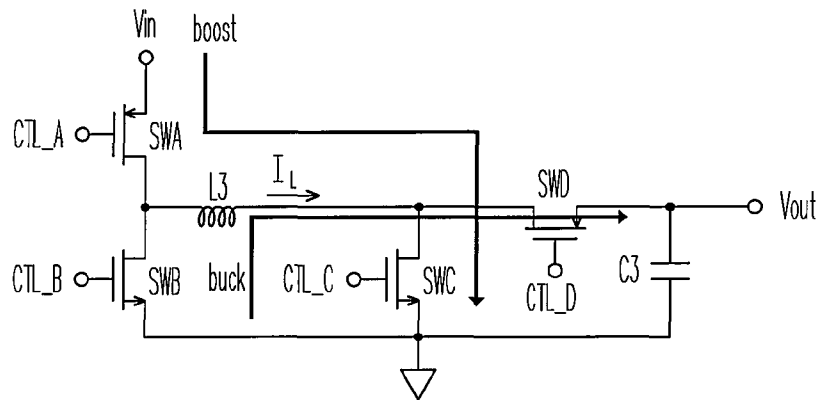 Vin
boost
CTL_A
SWA
L3
I_L
SWD
Vout
CTL_B
SWB
buck
CTL_C
SWC
CTL_D
C3